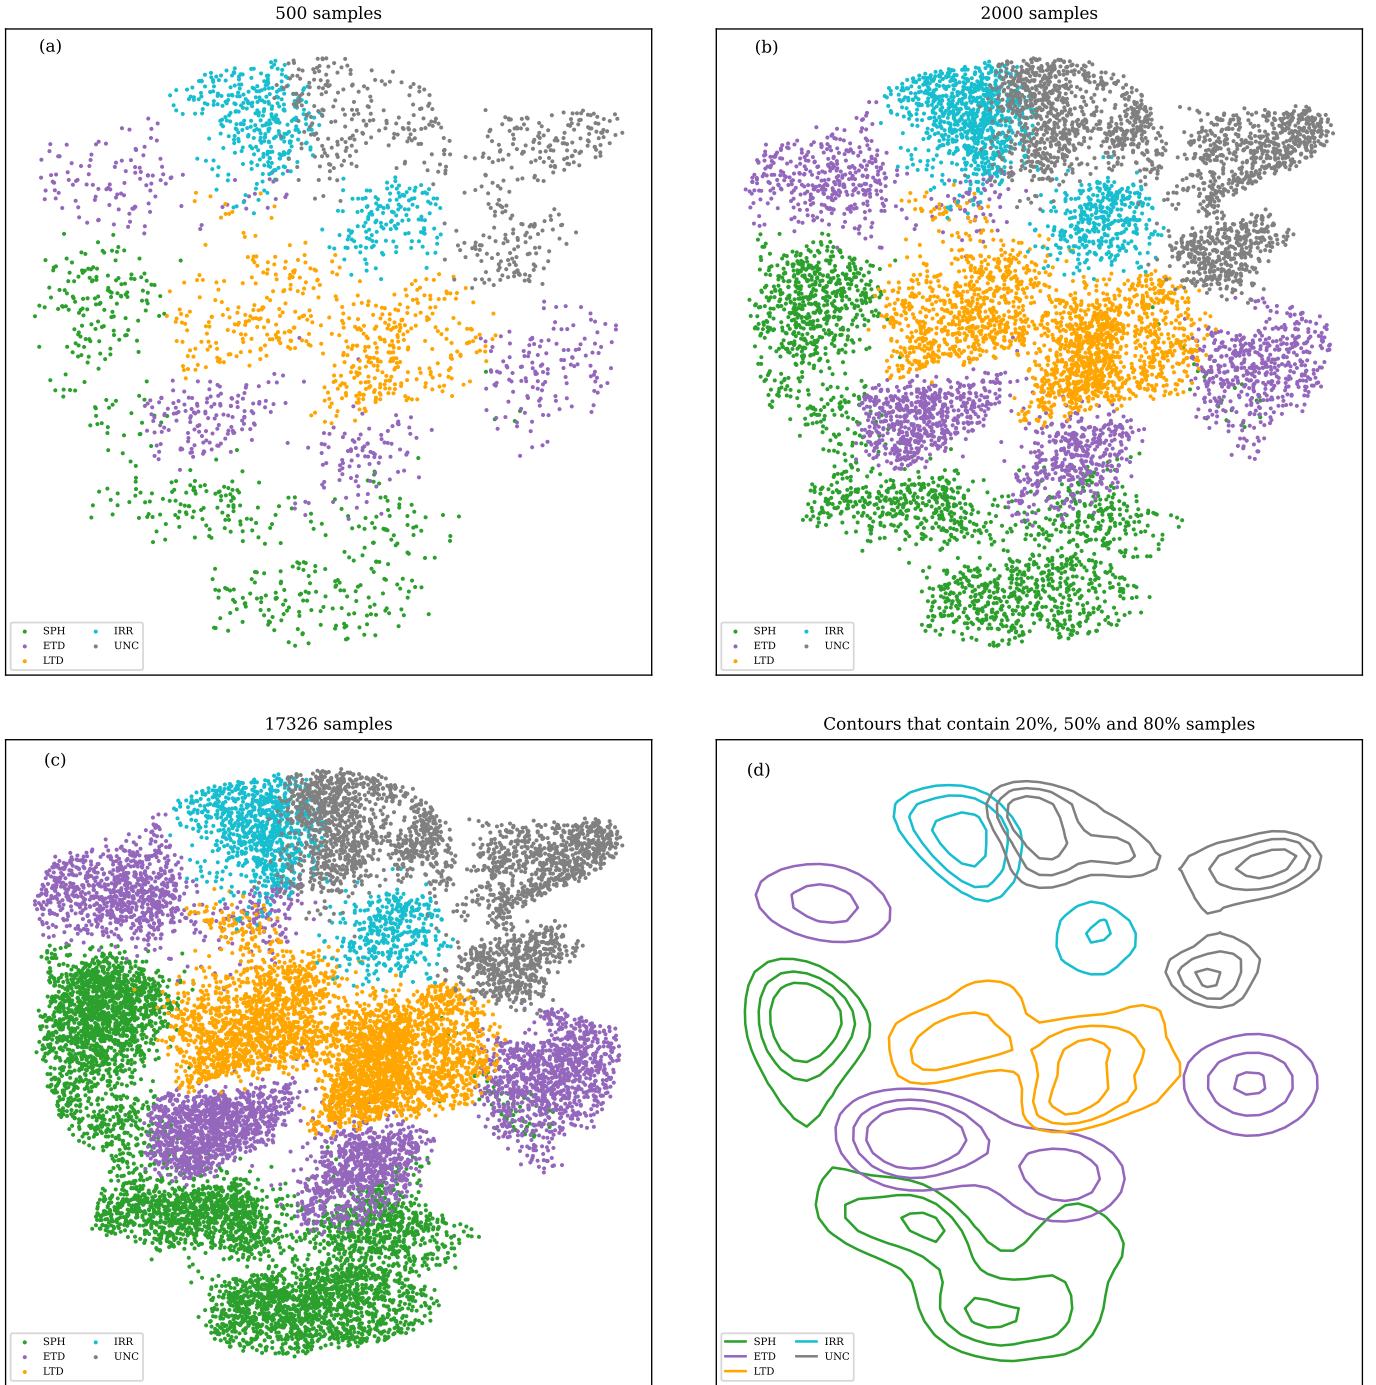 500 samples
(a)
SPH
ETD
LTD
IRR
UNC
2000 samples
(b)
SPH
ETD
LTD
IRR
UNC
17326 samples
(c)
SPH
ETD
LTD
IRR
UNC
Contours that contain 20%, 50% and 80% samples
(d)
SPH
ETD
LTD
IRR
UNC